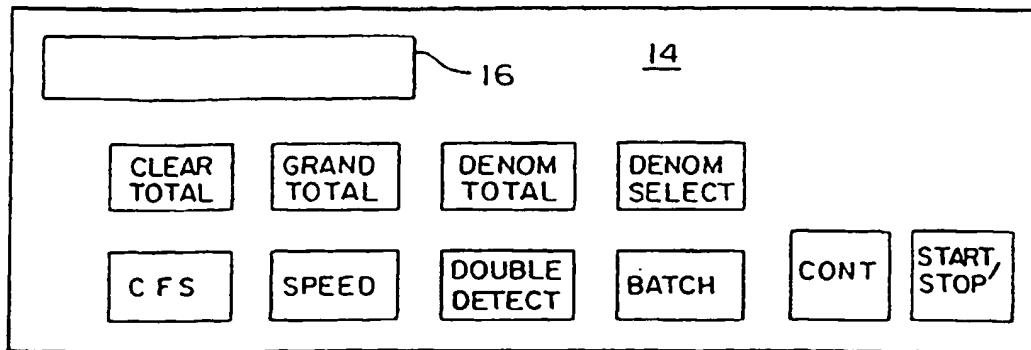 16
14
CLEAR
TOTAL
GRAND
TOTAL
DENOM
TOTAL
DENOM
SELECT
CFS
SPEED
DOUBLE
DETECT
BATCH
CONT
START/
STOP